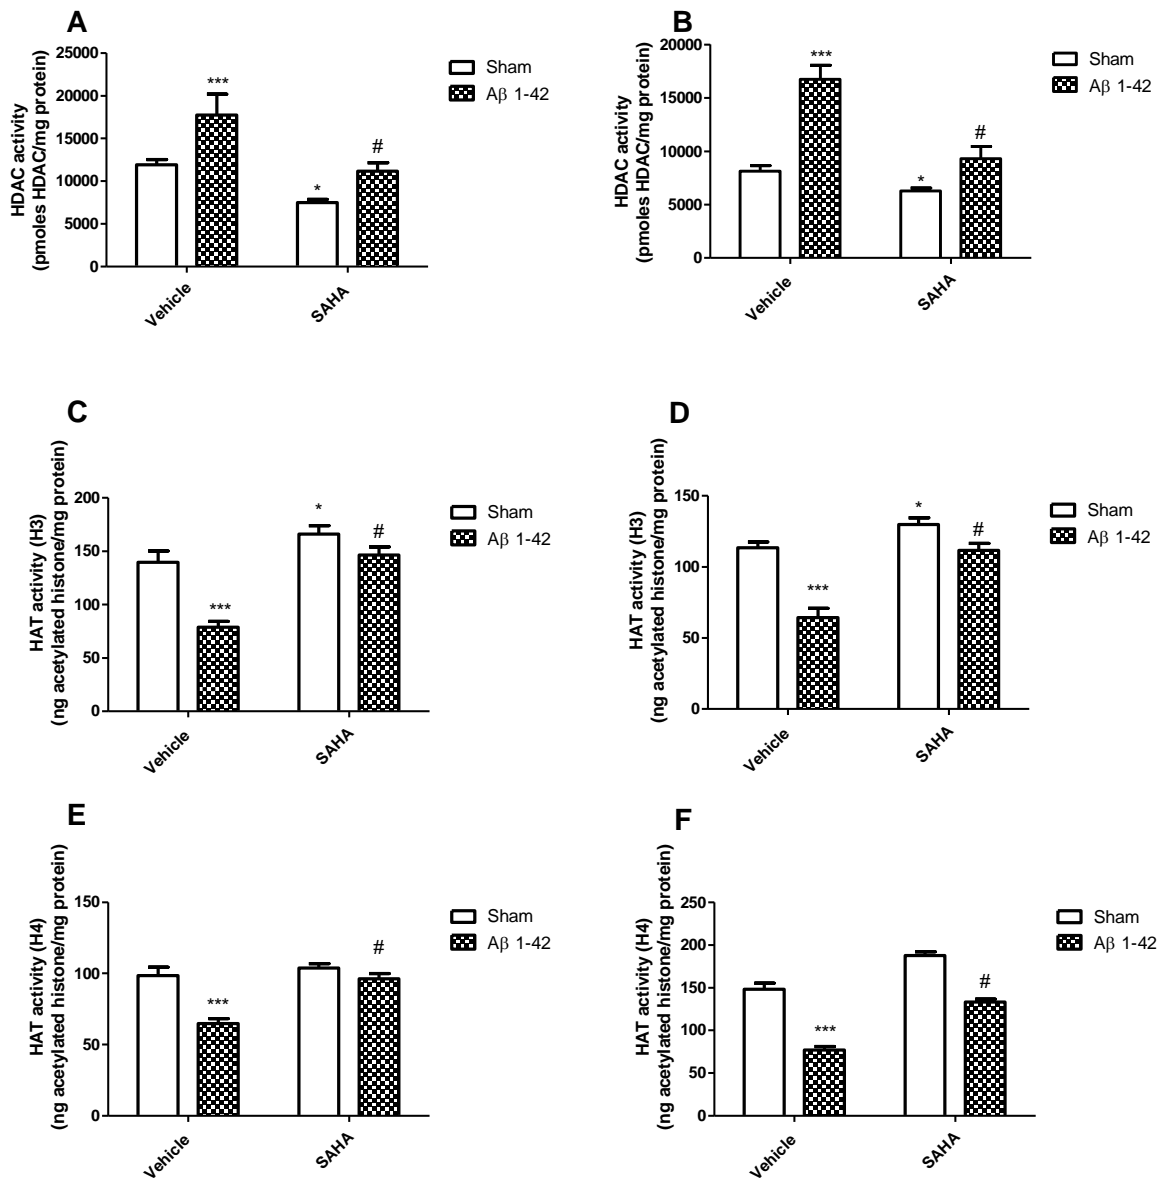 A
HDAC activity
(pmoles HDAC/mg protein)
25000
20000
15000
10000
5000
0
***
*
#
Vehicle
SAHA
Sham
Aβ 1-42
B
HDAC activity
(pmoles HDAC/mg protein)
20000
15000
10000
5000
0
***
*
#
Vehicle
SAHA
Sham
Aβ 1-42
C
HAT activity (H3)
(ng acetylated histone/mg protein)
200
150
100
50
0
***
*
#
Vehicle
SAHA
Sham
Aβ 1-42
D
HAT activity (H3)
(ng acetylated histone/mg protein)
150
100
50
0
***
*
#
Vehicle
SAHA
Sham
Aβ 1-42
E
HAT activity (H4)
(ng acetylated histone/mg protein)
150
100
50
0
***
#
Vehicle
SAHA
Sham
Aβ 1-42
F
HAT activity (H4)
(ng acetylated histone/mg protein)
250
200
150
100
50
0
***
#
Vehicle
SAHA
Sham
Aβ 1-42